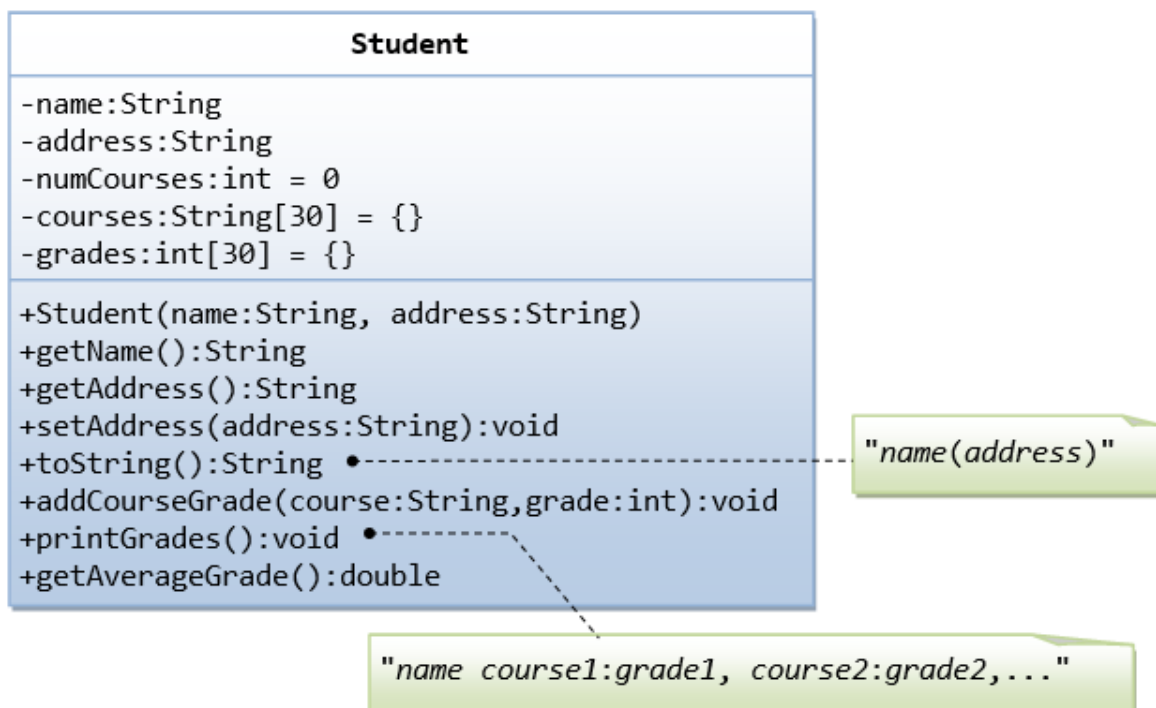 Student
-name:String
-address:String
-numCourses:int = 0
-courses:String[30] = {}
-grades:int[30] = {}
+Student(name:String, address:String)
+getName():String
+getAddress():String
+setAddress(address:String):void
+toString():String
"name(address)"
+addCourseGrade(course:String,grade:int):void
+printGrades():void
+getAverageGrade():double
"name course1:grade1, course2:grade2,..."